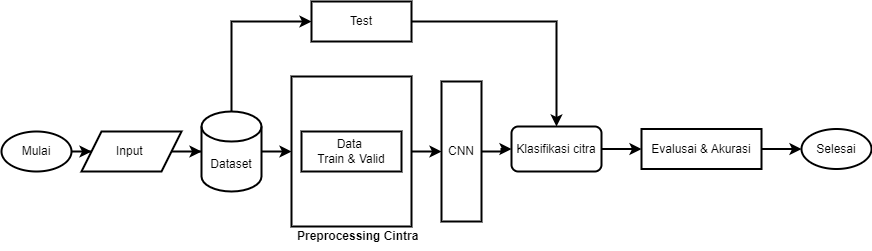 Test
Mulai
Input
Dataset
Data
Train & Valid
CNN
Klasifikasi citra
Evalusai & Akurasi
Selesai
Preprocessing Cintra